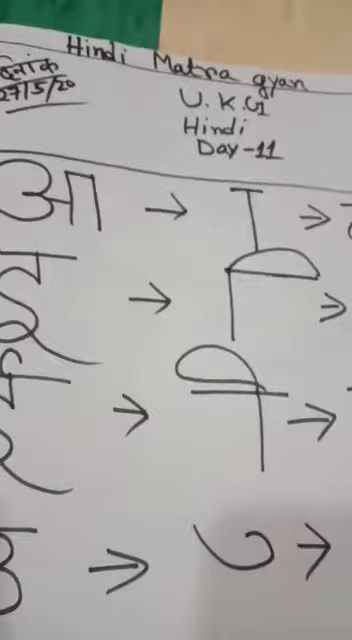 Hindi Matra gyan
दिनांक
27/5/20
U.K.G
Hindi
Day-11
आ → ा →
इ → ि →
ई → ी →
उ → ु →